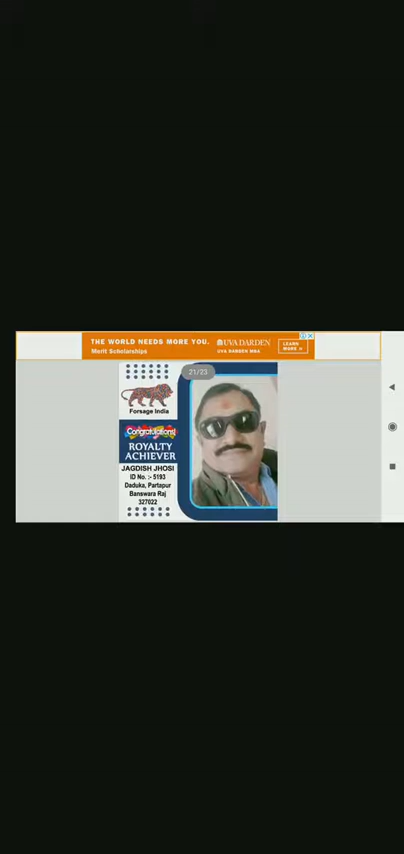 THE WORLD NEEDS MORE YOU.
Merit Scholarships
UVA DARDEN
UVA DARDEN MBA
LEARN
MORE
21/23
Forsage India
Congratulations!
ROYALTY
ACHIEVER
JAGDISH JHOSI
ID No. :- 5193
Daduka, Partapur
Banswara Raj
327022